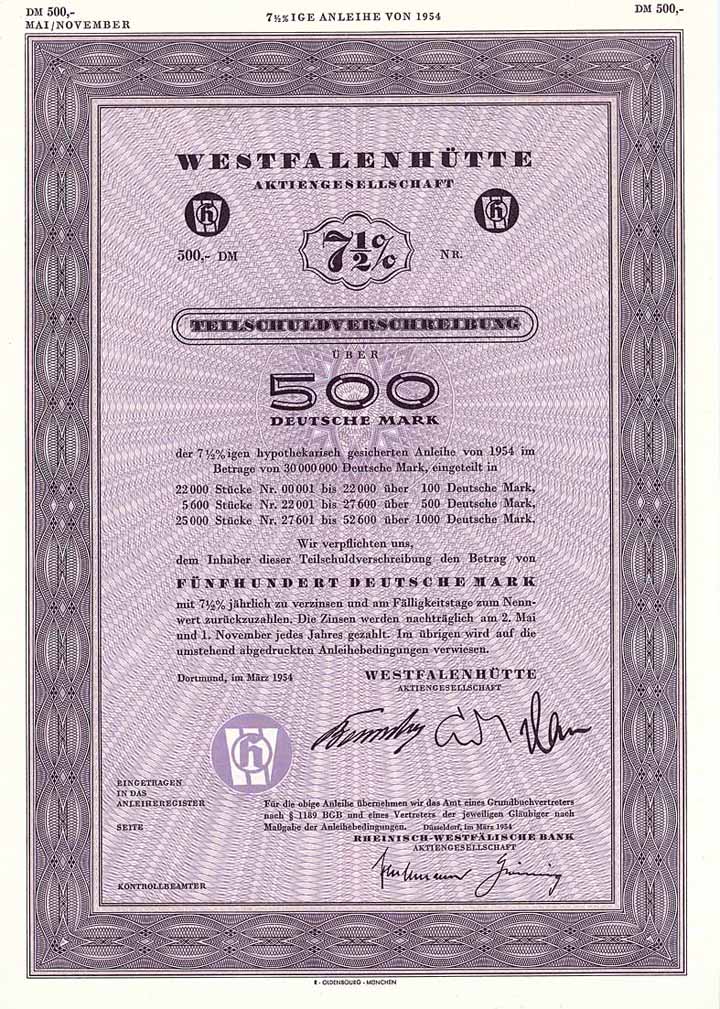 DM 500,-
MAI/NOVEMBER
7½%IGE ANLEIHE VON 1954
DM 500,-
WESTFALENHÜTTE
AKTIENGESELLSCHAFT
500,- DM
7½%
NR.
TEILSCHULDVERSCHREIBUNG
ÜBER
500
DEUTSCHE MARK
der 7½%igen hypothekarisch gesicherten Anleihe von 1954 im
Betrage von 30 000 000 Deutsche Mark, eingeteilt in
22 000 Stücke Nr. 00 001 bis 22 000 über 100 Deutsche Mark,
5 600 Stücke Nr. 22 001 bis 27 600 über 500 Deutsche Mark,
25 000 Stücke Nr. 27 601 bis 52 600 über 1000 Deutsche Mark.
Wir verpflichten uns,
dem Inhaber dieser Teilschuldverschreibung den Betrag von
FÜNFHUNDERT DEUTSCHE MARK
mit 7½% jährlich zu verzinsen und am Fälligkeitstage zum Nenn-
wert zurückzuzahlen. Die Zinsen werden nachträglich am 2. Mai
und 1. November jedes Jahres gezahlt. Im übrigen wird auf die
umstehend abgedruckten Anleihebedingungen verwiesen.
Dortmund, im März 1954
WESTFALENHÜTTE
AKTIENGESELLSCHAFT
EINGETRAGEN
IN DAS
ANLEIHEREGISTER
SEITE
KONTROLLBEAMTER
Für die obige Anleihe übernehmen wir das Amt eines Grundbuchvertreters
nach § 1189 BGB und eines Vertreters der jeweiligen Gläubiger nach
Maßgabe der Anleihebedingungen. Düsseldorf, im März 1954
RHEINISCH-WESTFÄLISCHE BANK
AKTIENGESELLSCHAFT
R · OLDENBOURG · MÜNCHEN